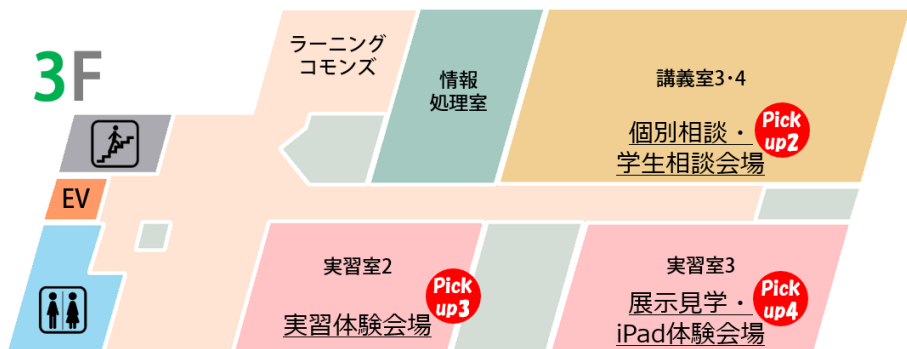 3F
ラーニング
コモンズ
情報
処理室
講義室3・4
個別相談・
学生相談会場
Pick
up2
EV
実習室2
実習体験会場
Pick
up3
実習室3
展示見学・
iPad体験会場
Pick
up4